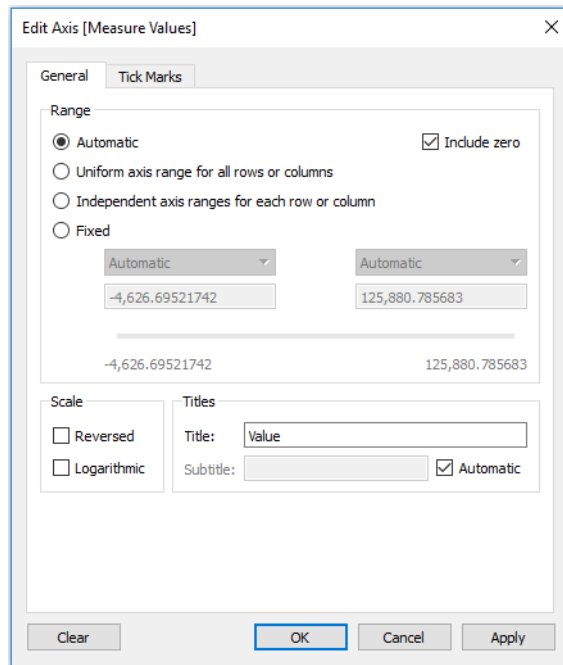 Edit Axis [Measure Values]
General Tick Marks
Range
Automatic Include zero
Uniform axis range for all rows or columns
Independent axis ranges for each row or column
Fixed
Automatic Automatic
-4,626.69521742 125,880.785683
-4,626.69521742 125,880.785683
Scale Titles
Reversed Title: Value
Logarithmic Subtitle: Automatic
Clear OK Cancel Apply